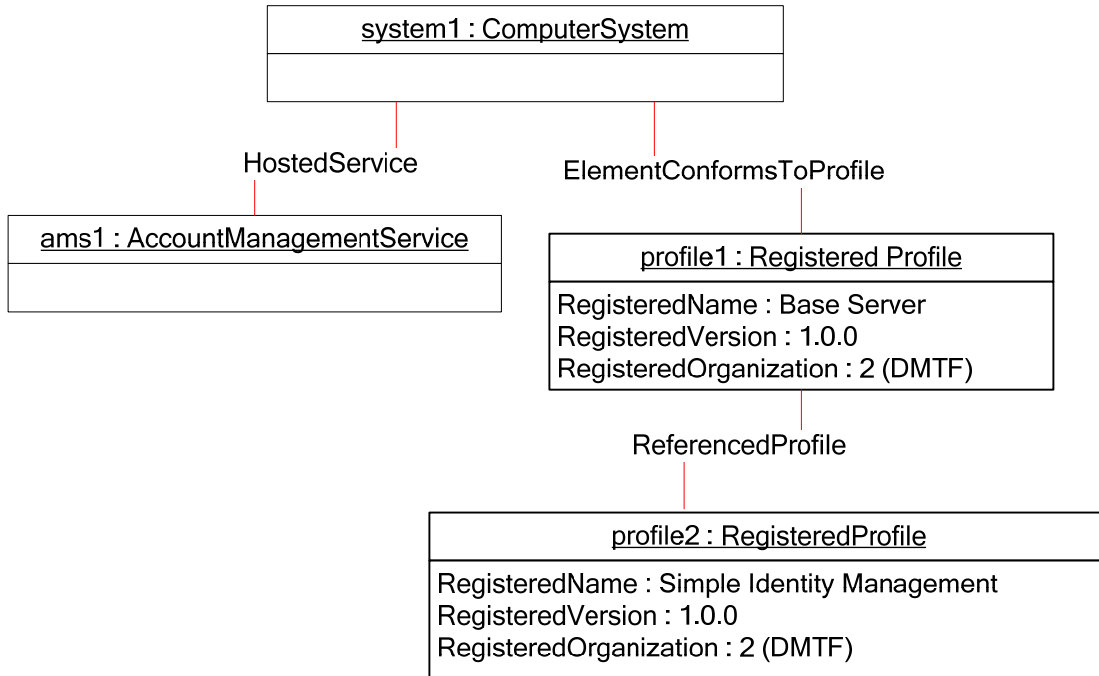 system1 : ComputerSystem
HostedService
ElementConformsToProfile
ams1 : AccountManagementService
profile1 : Registered Profile
RegisteredName : Base Server
RegisteredVersion : 1.0.0
RegisteredOrganization : 2 (DMTF)
ReferencedProfile
profile2 : RegisteredProfile
RegisteredName : Simple Identity Management
RegisteredVersion : 1.0.0
RegisteredOrganization : 2 (DMTF)